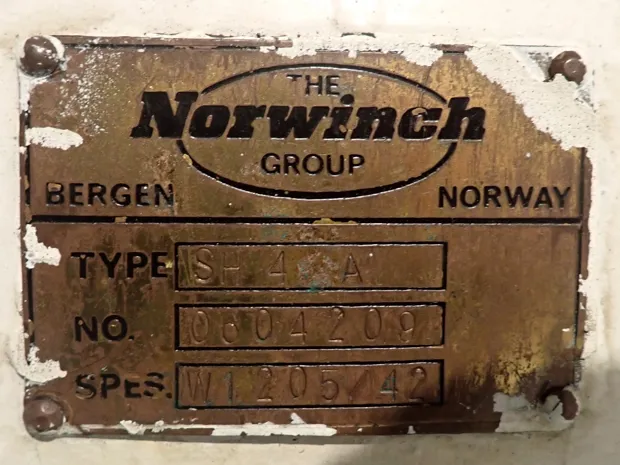 THE
Norwinch
GROUP
BERGEN NORWAY
TYPE SH 4 A
NO. 0604209
SPES. W1205/42